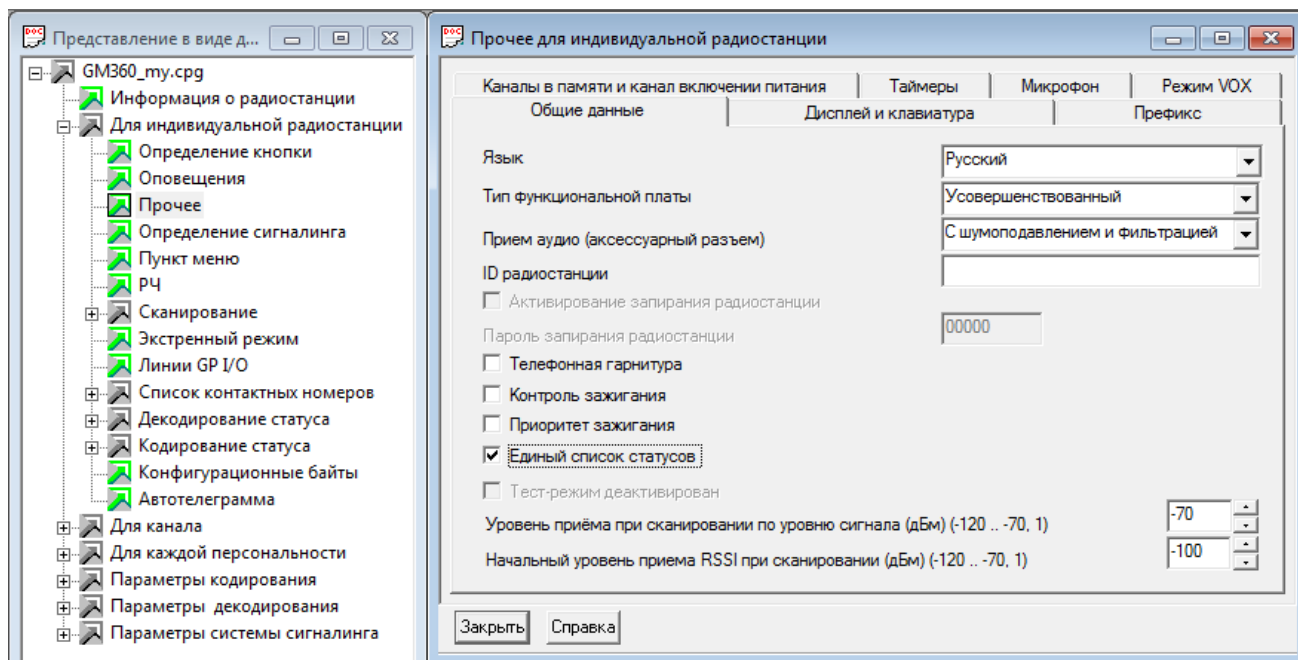 Представление в виде д...
GM360_my.cpg
Информация о радиостанции
Для индивидуальной радиостанции
Определение кнопки
Оповещения
Прочее
Определение сигналинга
Пункт меню
РЧ
Сканирование
Экстренный режим
Линии GP I/O
Список контактных номеров
Декодирование статуса
Кодирование статуса
Конфигурационные байты
Автотелеграмма
Для канала
Для каждой персональности
Параметры кодирования
Параметры декодирования
Параметры системы сигналинга
Прочее для индивидуальной радиостанции
Каналы в памяти и канал включении питания Таймеры Микрофон Режим VOX
Общие данные Дисплей и клавиатура Префикс
Язык Русский
Тип функциональной платы Усовершенствованный
Прием аудио (аксессуарный разъем) С шумоподавлением и фильтрацией
ID радиостанции
Активирование запирания радиостанции
Пароль запирания радиостанции 00000
Телефонная гарнитура
Контроль зажигания
Приоритет зажигания
Единый список статусов
Тест-режим деактивирован
Уровень приёма при сканировании по уровню сигнала (дБм) (-120 .. -70, 1) -70
Начальный уровень приема RSSI при сканировании (дБм) (-120 .. -70, 1) -100
Закрыть Справка